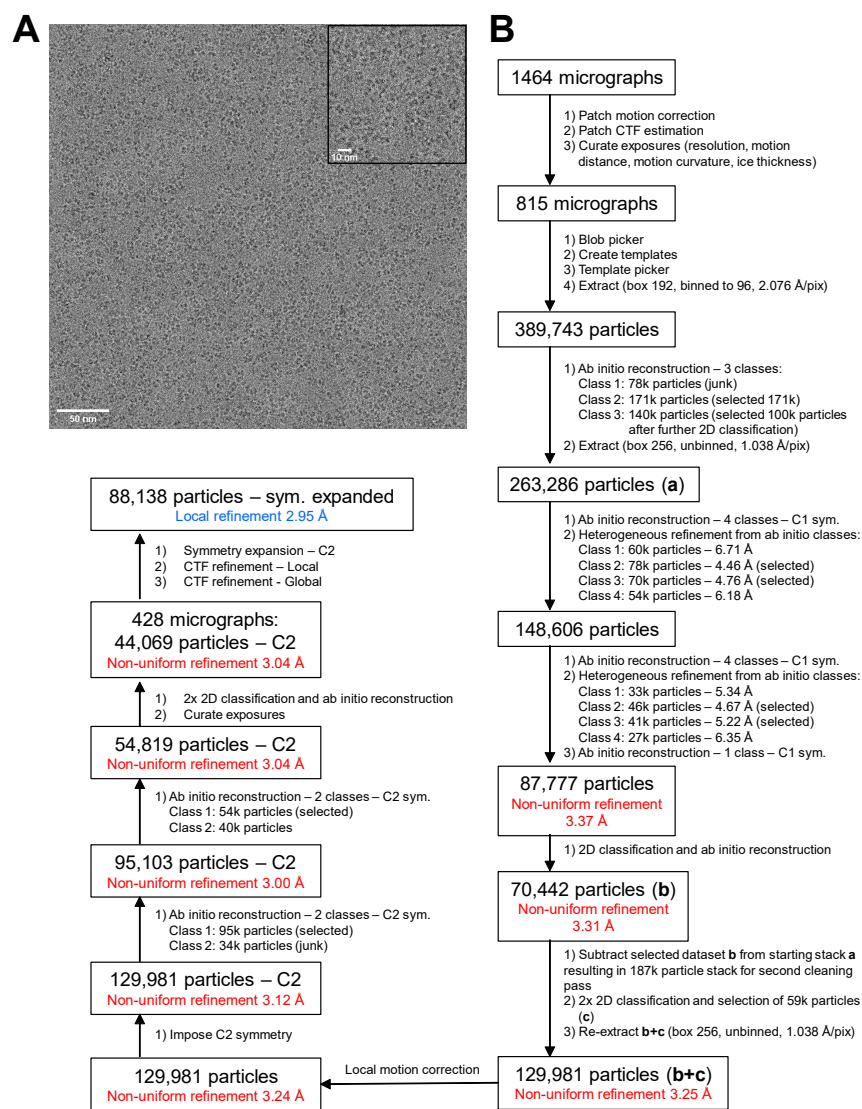 A
10 nm
50 nm
B
1464 micrographs
1) Patch motion correction
2) Patch CTF estimation
3) Curate exposures (resolution, motion
distance, motion curvature, ice thickness)
815 micrographs
1) Blob picker
2) Create templates
3) Template picker
4) Extract (box 192, binned to 96, 2.076 Å/pix)
389,743 particles
1) Ab initio reconstruction – 3 classes:
Class 1: 78k particles (junk)
Class 2: 171k particles (selected 171k)
Class 3: 140k particles (selected 100k particles
after further 2D classification)
2) Extract (box 256, unbinned, 1.038 Å/pix)
263,286 particles (a)
1) Ab initio reconstruction – 4 classes – C1 sym.
2) Heterogeneous refinement from ab initio classes:
Class 1: 60k particles – 6.71 Å
Class 2: 78k particles – 4.46 Å (selected)
Class 3: 70k particles – 4.76 Å (selected)
Class 4: 54k particles – 6.18 Å
148,606 particles
1) Ab initio reconstruction – 4 classes – C1 sym.
2) Heterogeneous refinement from ab initio classes:
Class 1: 33k particles – 5.34 Å
Class 2: 46k particles – 4.67 Å (selected)
Class 3: 41k particles – 5.22 Å (selected)
Class 4: 27k particles – 6.35 Å
3) Ab initio reconstruction – 1 class – C1 sym.
87,777 particles
Non-uniform refinement
3.37 Å
1) 2D classification and ab initio reconstruction
70,442 particles (b)
Non-uniform refinement
3.31 Å
1) Subtract selected dataset b from starting stack a
resulting in 187k particle stack for second cleaning
pass
2) 2x 2D classification and selection of 59k particles
(c)
3) Re-extract b+c (box 256, unbinned, 1.038 Å/pix)
129,981 particles (b+c)
Non-uniform refinement 3.25 Å
Local motion correction
129,981 particles
Non-uniform refinement 3.24 Å
1) Impose C2 symmetry
129,981 particles – C2
Non-uniform refinement 3.12 Å
1) Ab initio reconstruction – 2 classes – C2 sym.
Class 1: 95k particles (selected)
Class 2: 34k particles (junk)
95,103 particles – C2
Non-uniform refinement 3.00 Å
1) Ab initio reconstruction – 2 classes – C2 sym.
Class 1: 54k particles (selected)
Class 2: 40k particles
54,819 particles – C2
Non-uniform refinement 3.04 Å
1) 2x 2D classification and ab initio reconstruction
2) Curate exposures
428 micrographs:
44,069 particles – C2
Non-uniform refinement 3.04 Å
1) Symmetry expansion – C2
2) CTF refinement – Local
3) CTF refinement - Global
88,138 particles – sym. expanded
Local refinement 2.95 Å